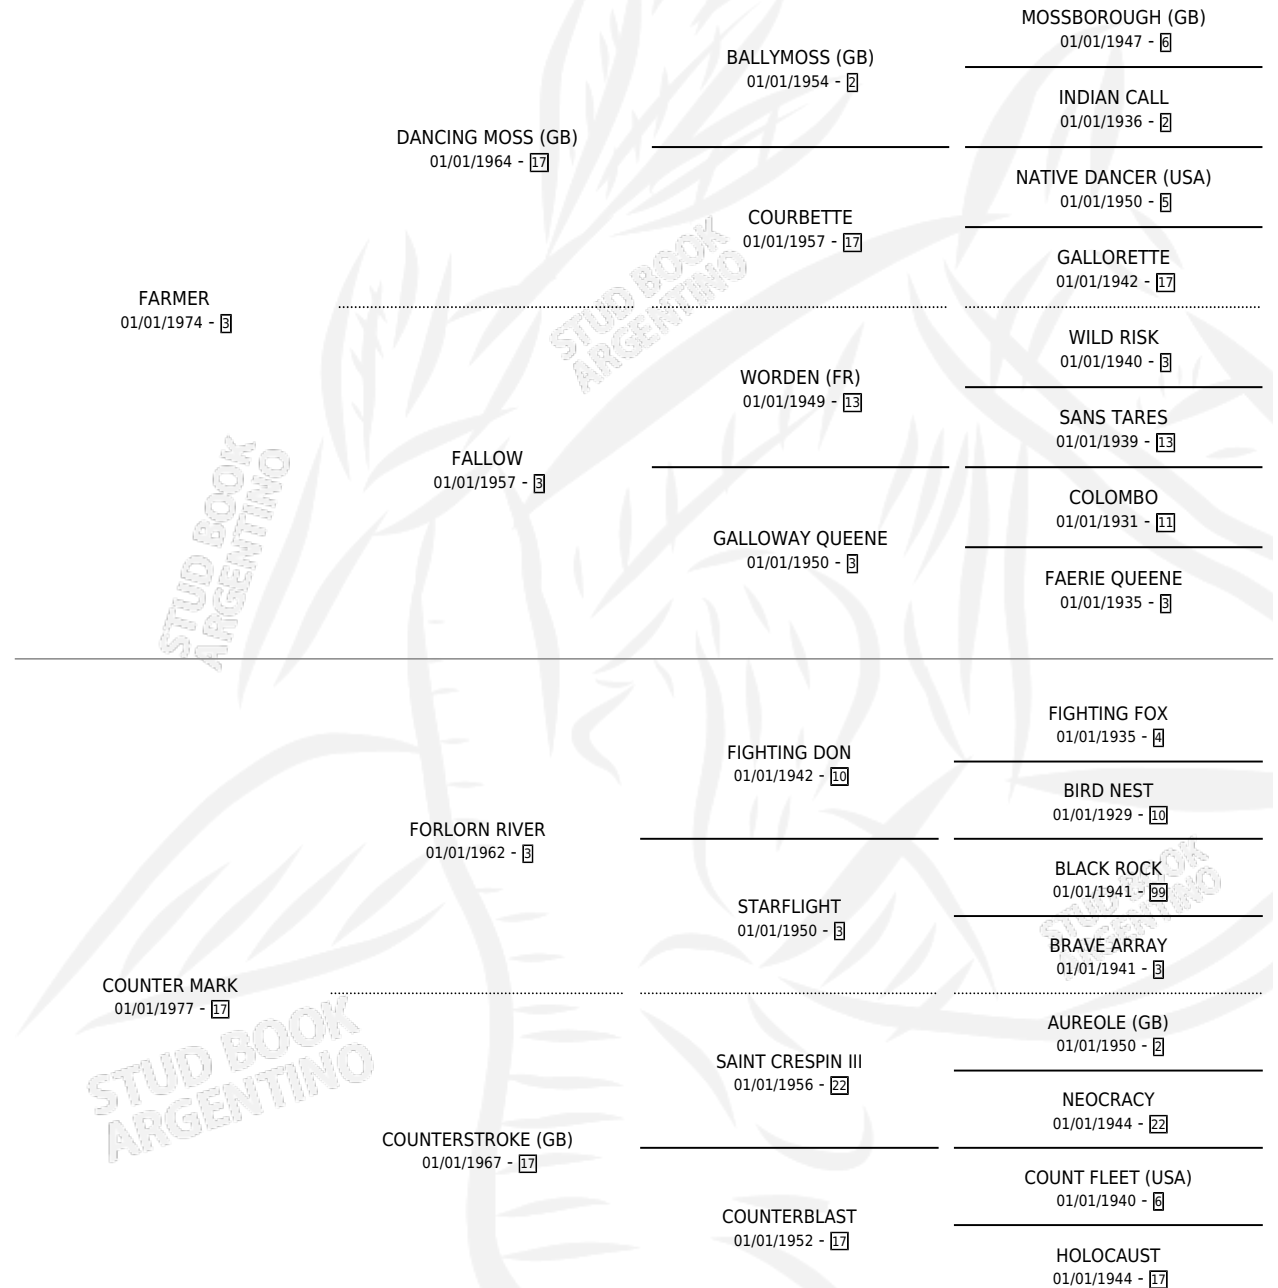 MOSSBOROUGH (GB)
01/01/1947 - 6
BALLYMOSS (GB)
01/01/1954 - 2
INDIAN CALL
01/01/1936 - 2
DANCING MOSS (GB)
01/01/1964 - 17
NATIVE DANCER (USA)
01/01/1950 - 5
COURBETTE
01/01/1957 - 17
GALLORETTE
01/01/1942 - 17
FARMER
01/01/1974 - 3
WILD RISK
01/01/1940 - 3
WORDEN (FR)
01/01/1949 - 13
SANS TARES
01/01/1939 - 13
FALLOW
01/01/1957 - 3
COLOMBO
01/01/1931 - 11
GALLOWAY QUEENE
01/01/1950 - 3
FAERIE QUEENE
01/01/1935 - 3
STUD BOOK
ARGENTINO
STUD BOOK
ARGENTINO
FIGHTING FOX
01/01/1935 - 4
FIGHTING DON
01/01/1942 - 10
BIRD NEST
01/01/1929 - 10
FORLORN RIVER
01/01/1962 - 3
BLACK ROCK
01/01/1941 - 99
STARFLIGHT
01/01/1950 - 3
BRAVE ARRAY
01/01/1941 - 3
COUNTER MARK
01/01/1977 - 17
AUREOLE (GB)
01/01/1950 - 2
SAINT CRESPIN III
01/01/1956 - 22
NEOCRACY
01/01/1944 - 22
COUNTERSTROKE (GB)
01/01/1967 - 17
COUNT FLEET (USA)
01/01/1940 - 6
COUNTERBLAST
01/01/1952 - 17
HOLOCAUST
01/01/1944 - 17
STUD BOOK
ARGENTINO
STUD BOOK
ARGENTINO